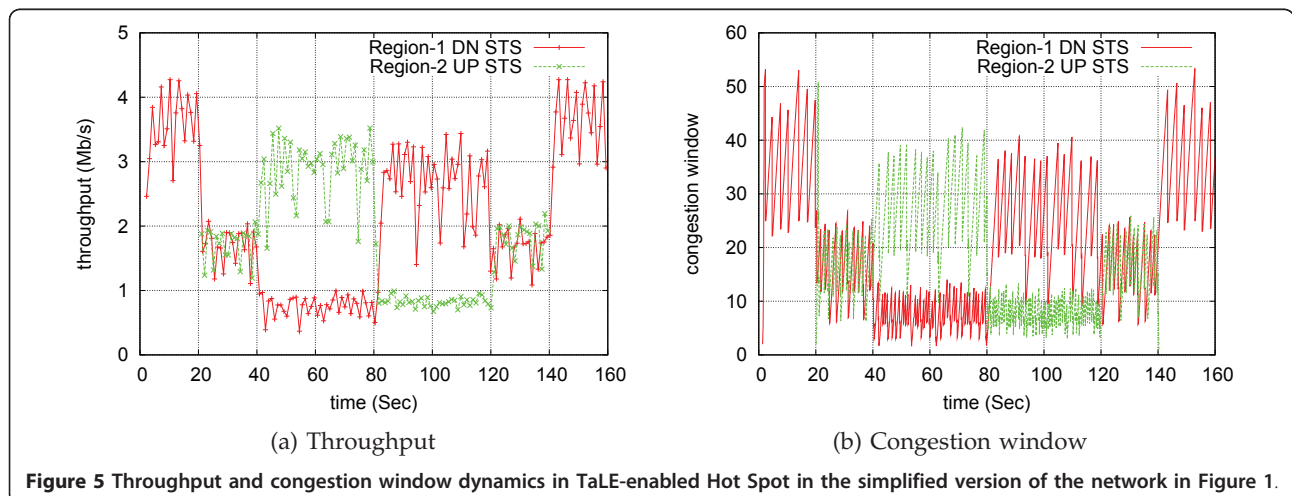 5
4
3
2
1
0
throughput (Mb/s)
Region-1 DN STS
Region-2 UP STS
0 20 40 60 80 100 120 140 160
time (Sec)
(a) Throughput
60
50
40
30
20
10
0
congestion window
Region-1 DN STS
Region-2 UP STS
0 20 40 60 80 100 120 140 160
time (Sec)
(b) Congestion window
Figure 5 Throughput and congestion window dynamics in TaLE-enabled Hot Spot in the simplified version of the network in Figure 1.